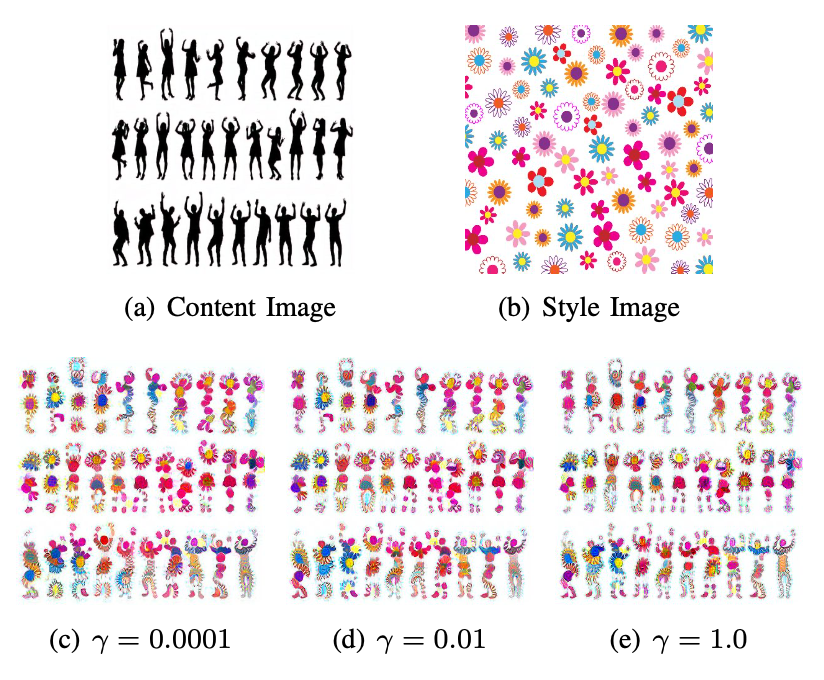 (a) Content Image
(b) Style Image
(c) γ = 0.0001
(d) γ = 0.01
(e) γ = 1.0